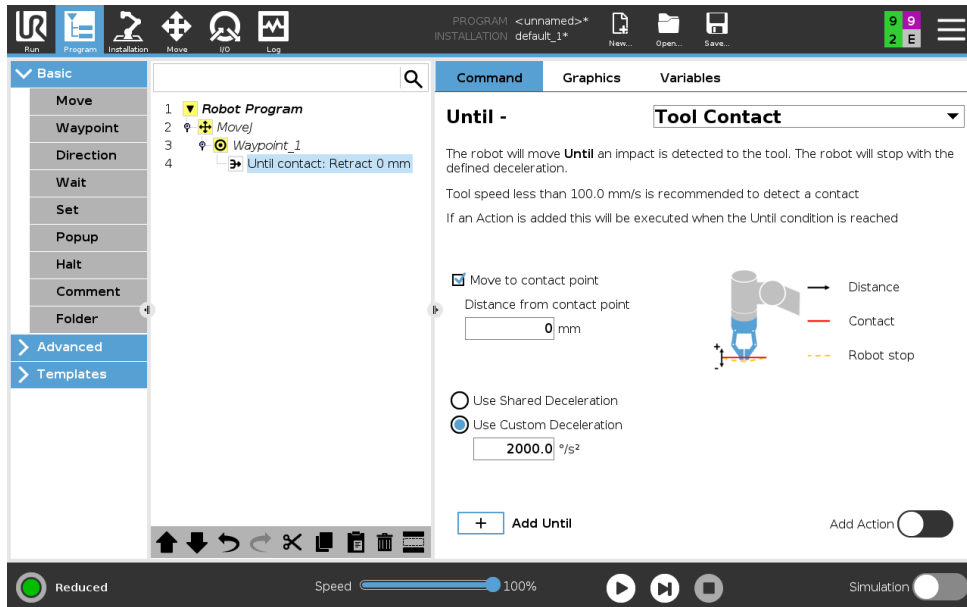 UR
PROGRAM <unnamed>*
INSTALLATION default_1*
Run Program Installation Move I/O Log New... Open... Save...
9 9
2 E
Basic
Move
Waypoint
Direction
Wait
Set
Popup
Halt
Comment
Folder
Advanced
Templates
1 Robot Program
2 MoveJ
3 Waypoint_1
4 Until contact: Retract 0 mm
Command Graphics Variables
Until - Tool Contact
The robot will move Until an impact is detected to the tool. The robot will stop with the
defined deceleration.
Tool speed less than 100.0 mm/s is recommended to detect a contact
If an Action is added this will be executed when the Until condition is reached
Move to contact point
Distance from contact point
0 mm
+
-
Distance
Contact
Robot stop
Use Shared Deceleration
Use Custom Deceleration
2000.0 °/s²
+ Add Until
Add Action
Reduced
Speed 100%
Simulation